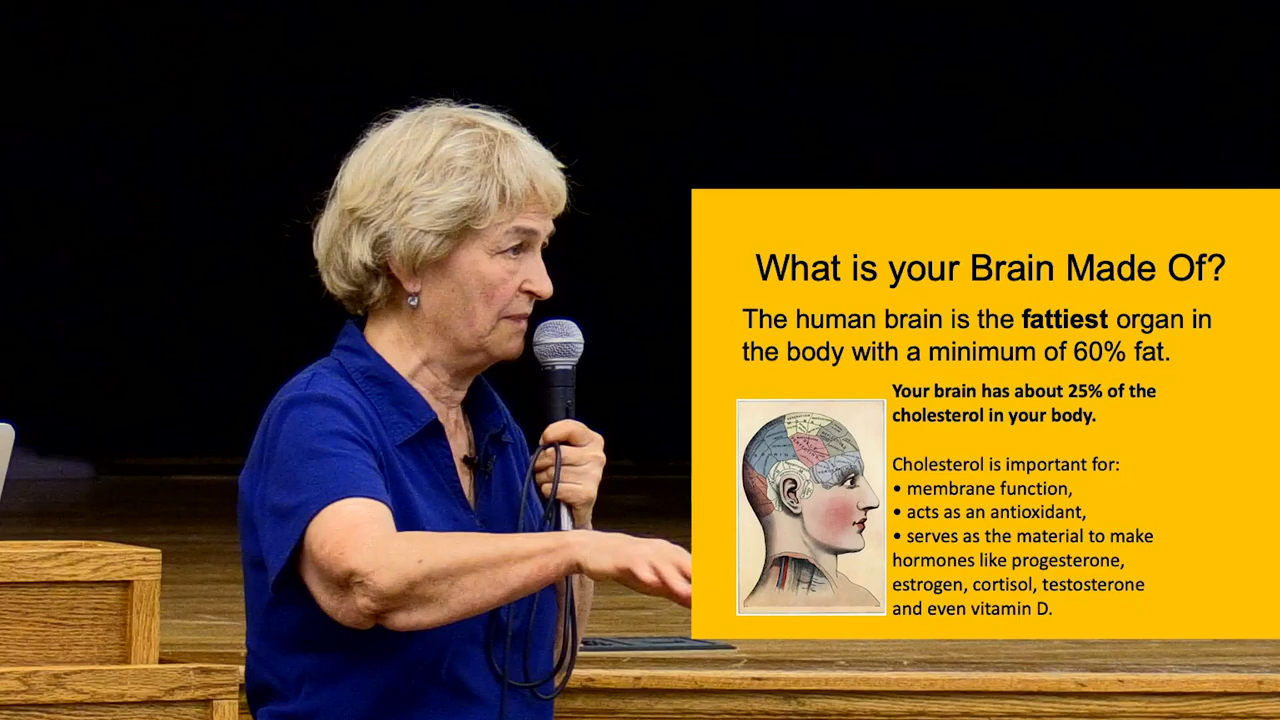 What is your Brain Made Of?
The human brain is the fattiest organ in
the body with a minimum of 60% fat.
Your brain has about 25% of the
cholesterol in your body.
Cholesterol is important for:
• membrane function,
• acts as an antioxidant,
• serves as the material to make
hormones like progesterone,
estrogen, cortisol, testosterone
and even vitamin D.